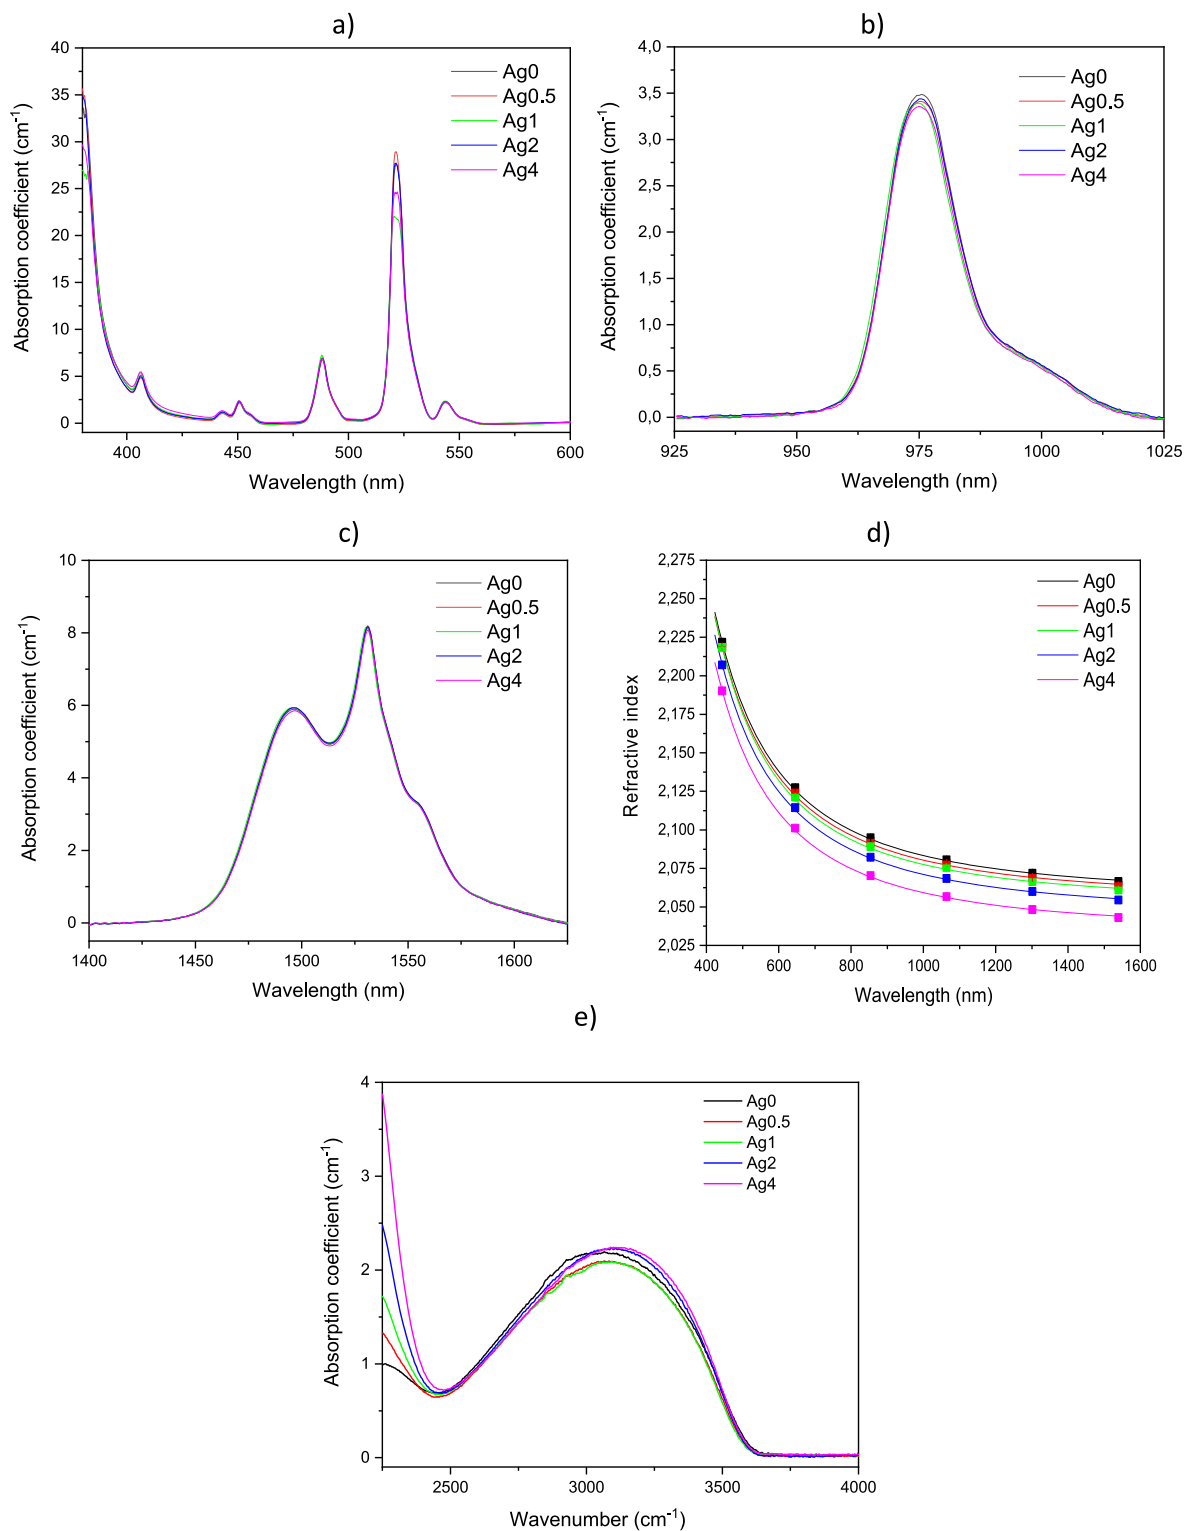 a)
40
35
30
25
20
15
10
5
0
Absorption coefficient (cm⁻¹)
Ag0
Ag0.5
Ag1
Ag2
Ag4
400
450
500
550
600
Wavelength (nm)
b)
4,0
3,5
3,0
2,5
2,0
1,5
1,0
0,5
0,0
Absorption coefficient (cm⁻¹)
Ag0
Ag0.5
Ag1
Ag2
Ag4
925
950
975
1000
1025
Wavelength (nm)
c)
10
8
6
4
2
0
Absorption coefficient (cm⁻¹)
Ag0
Ag0.5
Ag1
Ag2
Ag4
1400
1450
1500
1550
1600
Wavelength (nm)
d)
2,275
2,250
2,225
2,200
2,175
2,150
2,125
2,100
2,075
2,050
2,025
Refractive index
Ag0
Ag0.5
Ag1
Ag2
Ag4
400
600
800
1000
1200
1400
1600
Wavelength (nm)
e)
4
3
2
1
0
Absorption coefficient (cm⁻¹)
Ag0
Ag0.5
Ag1
Ag2
Ag4
2500
3000
3500
4000
Wavenumber (cm⁻¹)